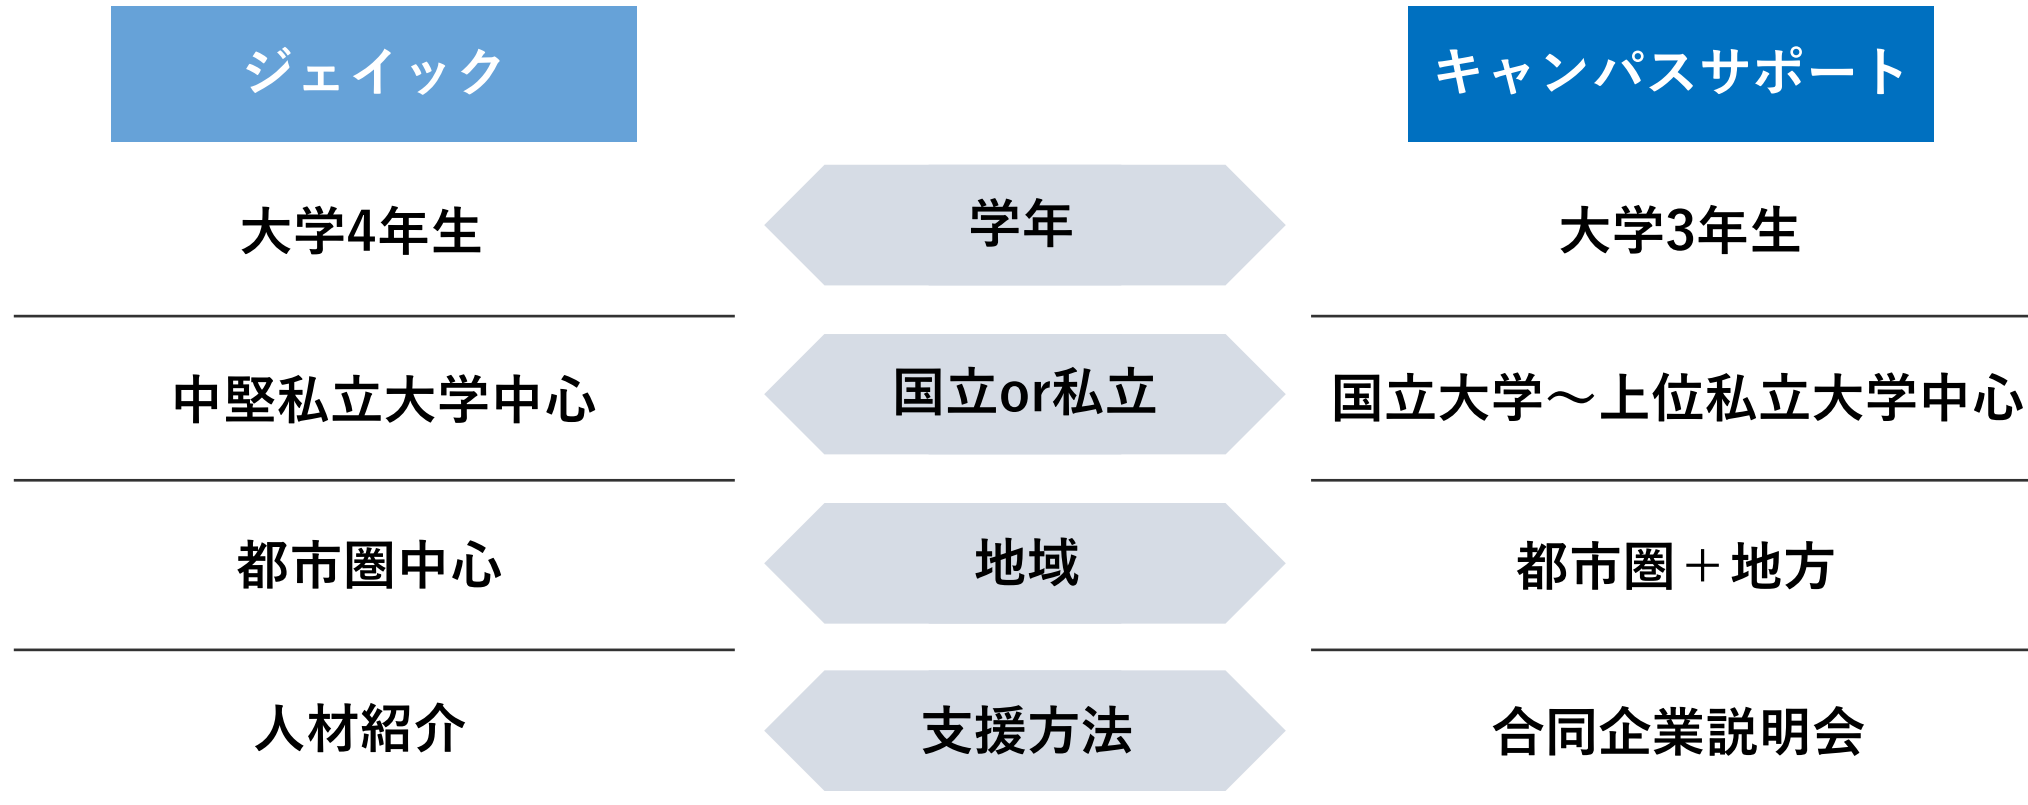 ジェイック
キャンパスサポート
大学4年生
学年
大学3年生
中堅私立大学中心
国立or私立
国立大学～上位私立大学中心
都市圏中心
地域
都市圏＋地方
人材紹介
支援方法
合同企業説明会